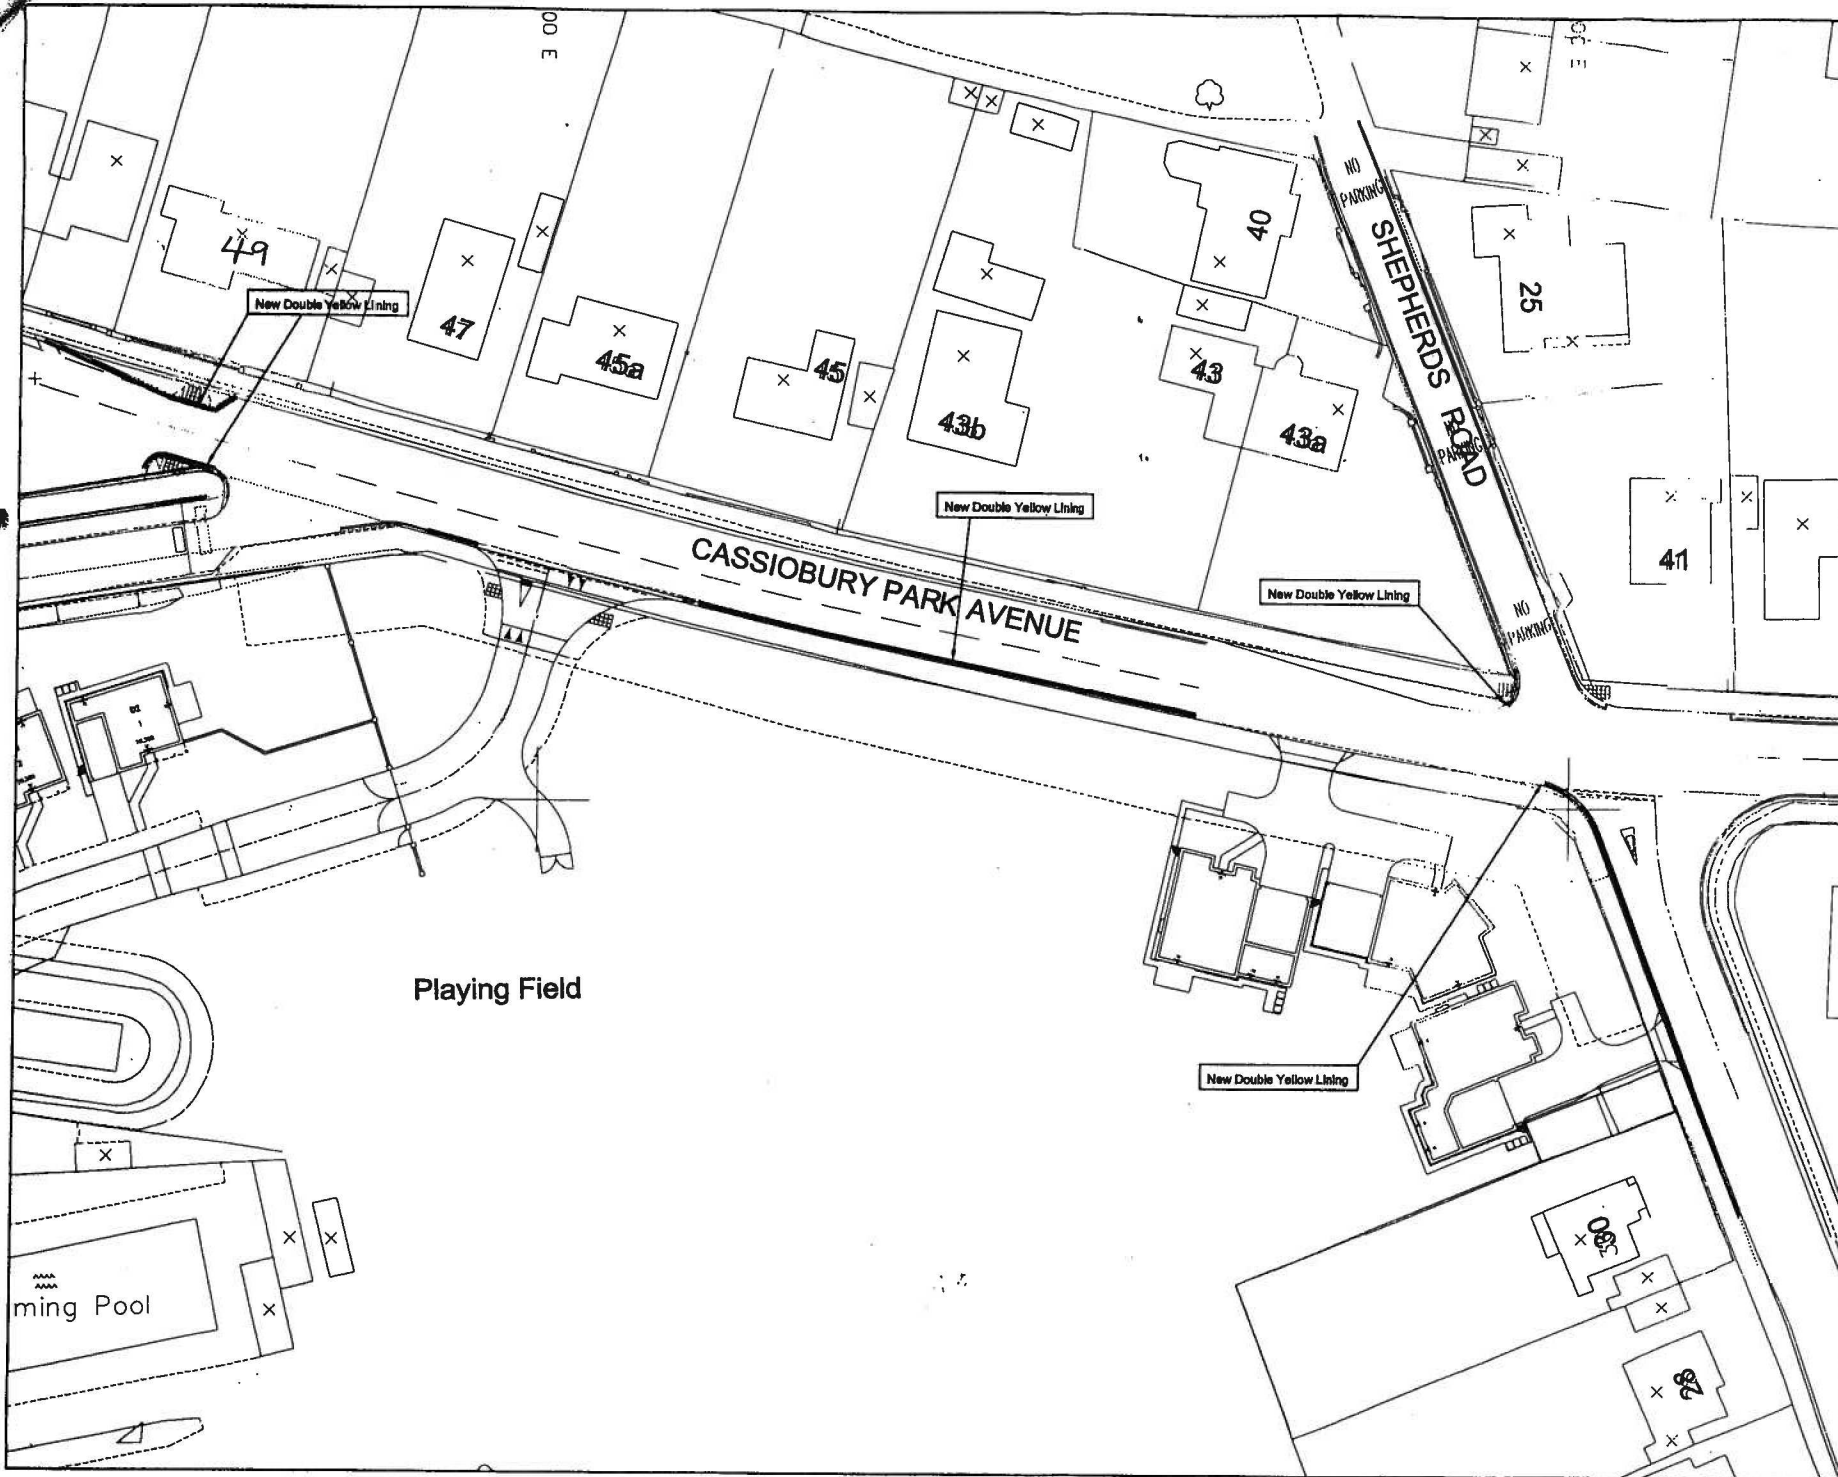 00 E
NO
PARKING
SHEPHERDS ROAD
40
25
49
New Double Yellow Lining
47
45a
45
43b
43
43a
PARKING
New Double Yellow Lining
41
CASSIOBURY PARK AVENUE
New Double Yellow Lining
NO
PARKING
Playing Field
New Double Yellow Lining
ming Pool
28